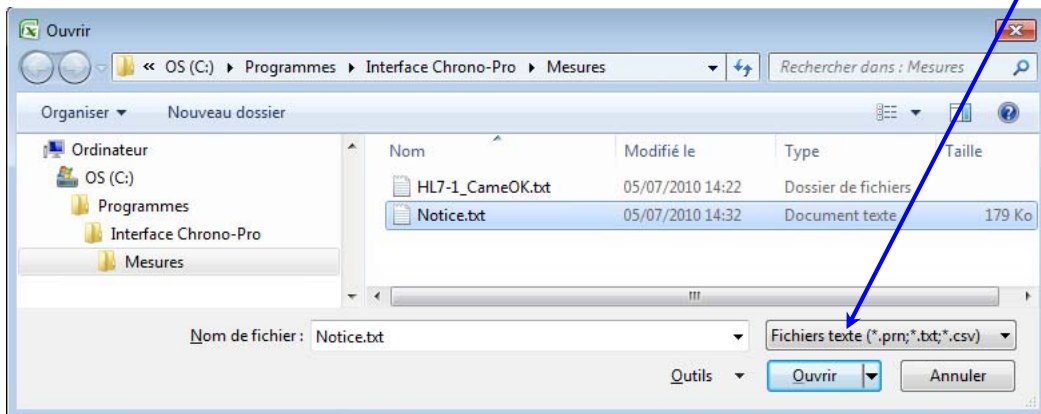 Ouvrir
« OS (C:) Programmes Interface Chrono-Pro Mesures Rechercher dans : Mesures
Organiser Nouveau dossier
Ordinateur
OS (C:)
Programmes
Interface Chrono-Pro
Mesures
Nom Modifié le Type Taille
HL7-1_CameOK.txt 05/07/2010 14:22 Dossier de fichiers
Notice.txt 05/07/2010 14:32 Document texte 179 Ko
Nom de fichier : Notice.txt Fichiers texte (*.prn;*.txt;*.csv)
Outils Ouvrir Annuler